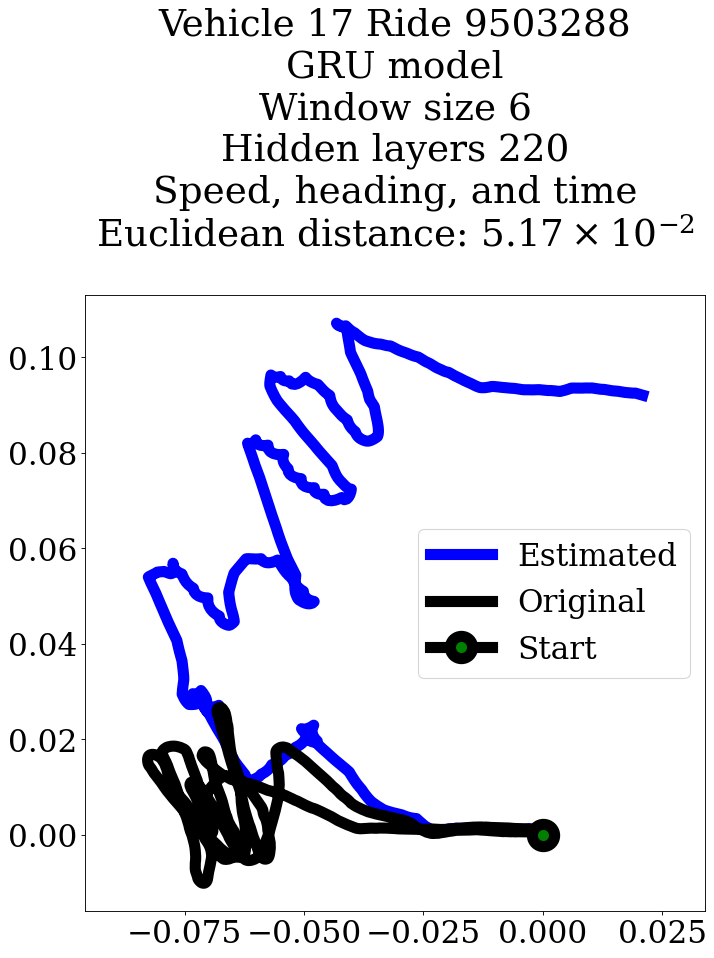 Vehicle 17 Ride 9503288
GRU model
Window size 6
Hidden layers 220
Speed, heading, and time
Euclidean distance: 5.17 × 10⁻²
0.10
0.08
0.06
0.04
0.02
0.00
Estimated
Original
Start
−0.075 −0.050 −0.025 0.000 0.025